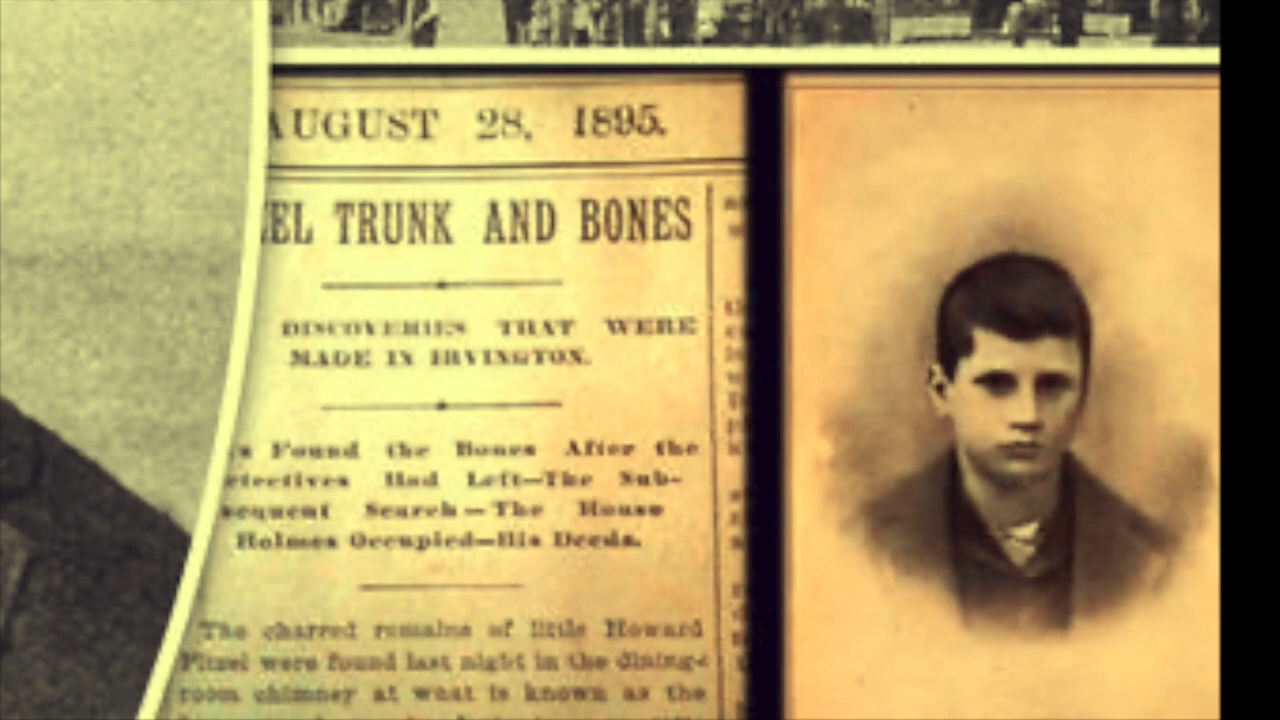 AUGUST 28, 1895.
ZEL TRUNK AND BONES
DISCOVERIES THAT WERE
MADE IN IRVINGTON.
s Found the Bones After the
etectives Had Left—The Sub-
sequent Search—The House
Holmes Occupied—His Deeds.
The charred remains of little Howard
Pitzel were found last night in the dining-
room chimney at what is known as the